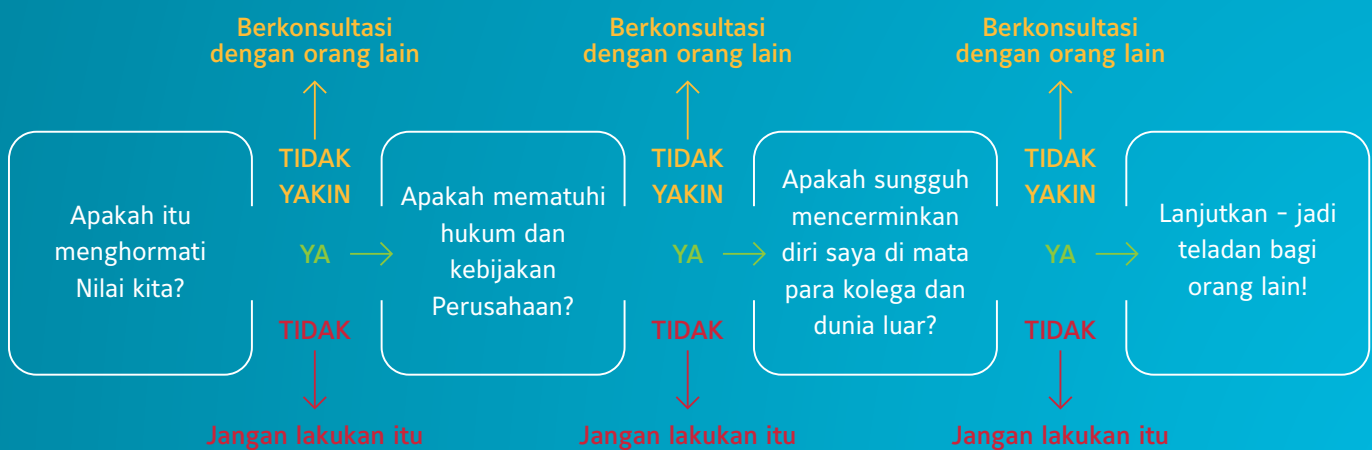 Berkonsultasi
dengan orang lain
Berkonsultasi
dengan orang lain
Berkonsultasi
dengan orang lain
Apakah itu
menghormati
Nilai kita?
TIDAK
YAKIN
YA
TIDAK
Apakah mematuhi
hukum dan
kebijakan
Perusahaan?
TIDAK
YAKIN
YA
TIDAK
Apakah sungguh
mencerminkan
diri saya di mata
para kolega dan
dunia luar?
TIDAK
YAKIN
YA
TIDAK
Lanjutkan – jadi
teladan bagi
orang lain!
Jangan lakukan itu
Jangan lakukan itu
Jangan lakukan itu